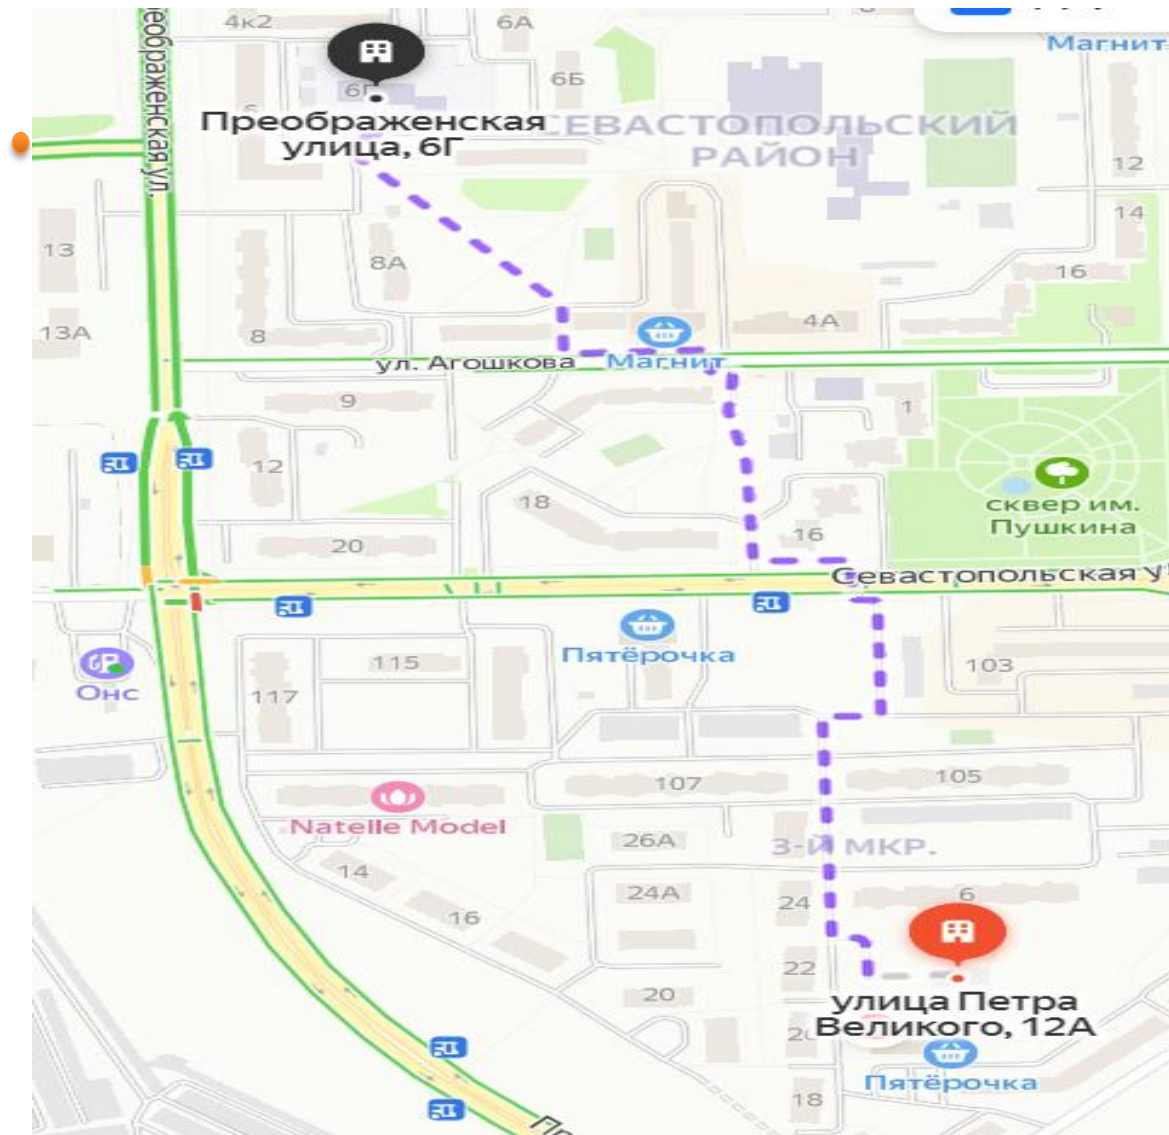 4к2
6А
Магнит
6Б
Преображенская
улица, 6Г
СЕВАСТОПОЛЬСКИЙ
РАЙОН
12
14
13
8А
16
13А
8
4А
ул. Агошкова
Магнит
9
1
12
18
сквер им.
Пушкина
16
20
Севастопольская у
Пятёрочка
115
103
Онс
117
107
105
Natelle Model
26А
3-Й МКР.
14
24А
24
6
16
22
20
улица Петра
Великого, 12А
Пятёрочка
18